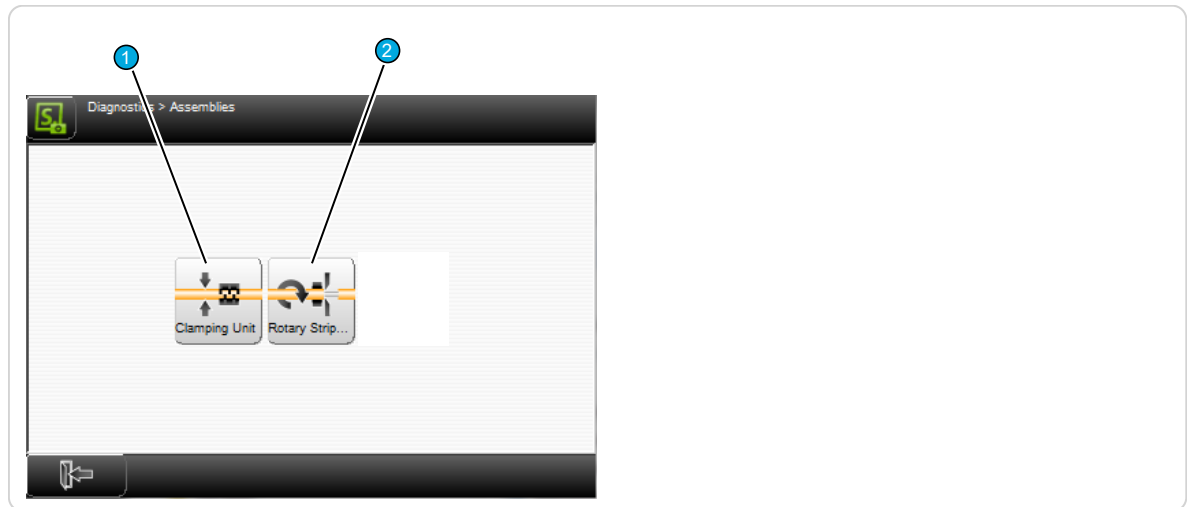 1
2
S
Diagnostics > Assemblies
Clamping Unit
Rotary Strip...